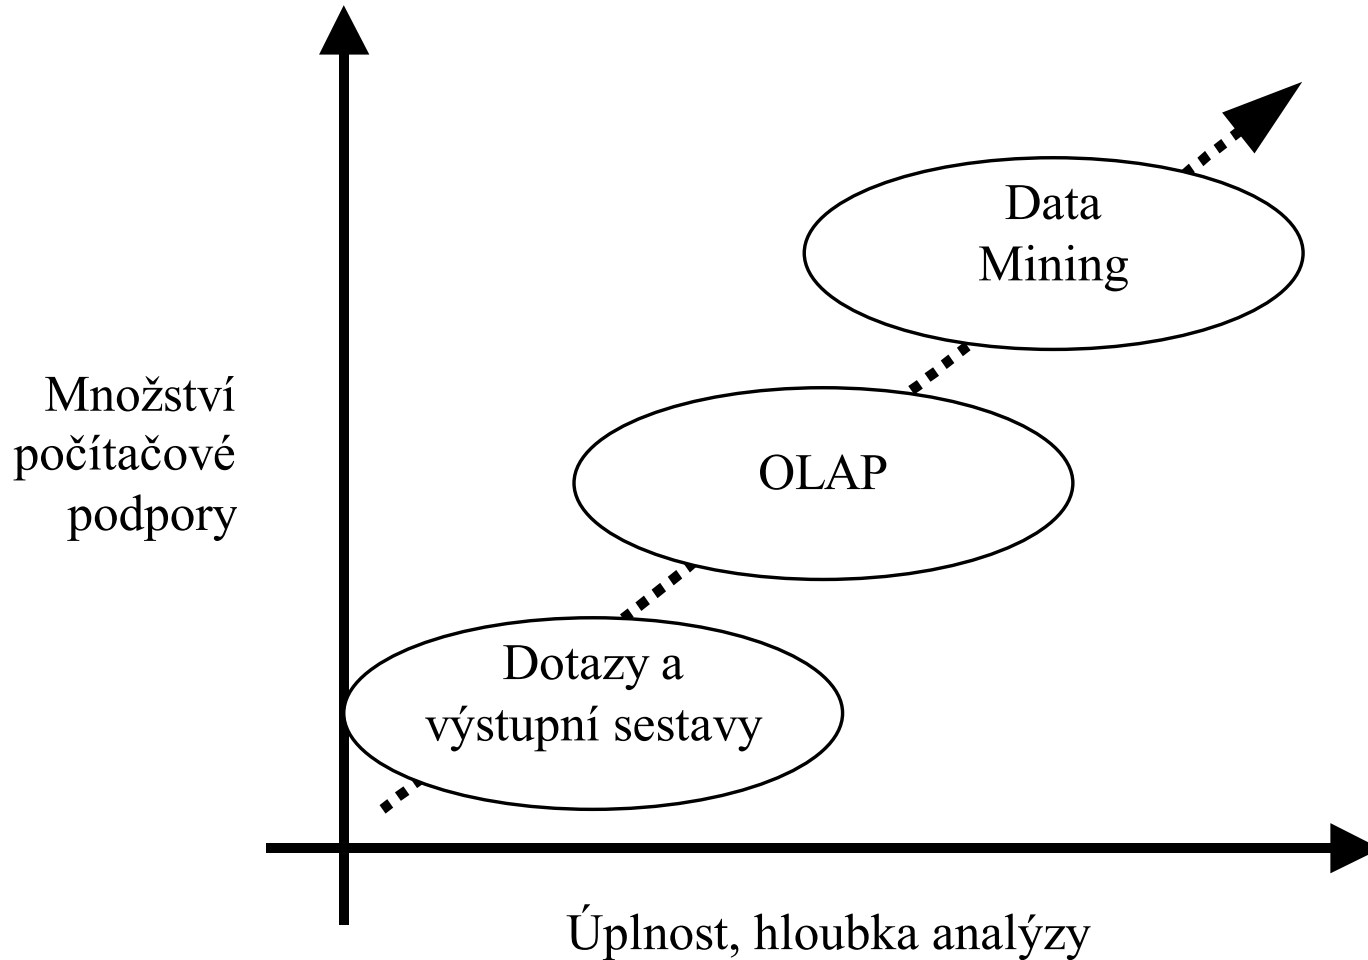 Data
Mining
Množství
počítačové
podpory
OLAP
Dotazy a
výstupní sestavy
Úplnost, hloubka analýzy